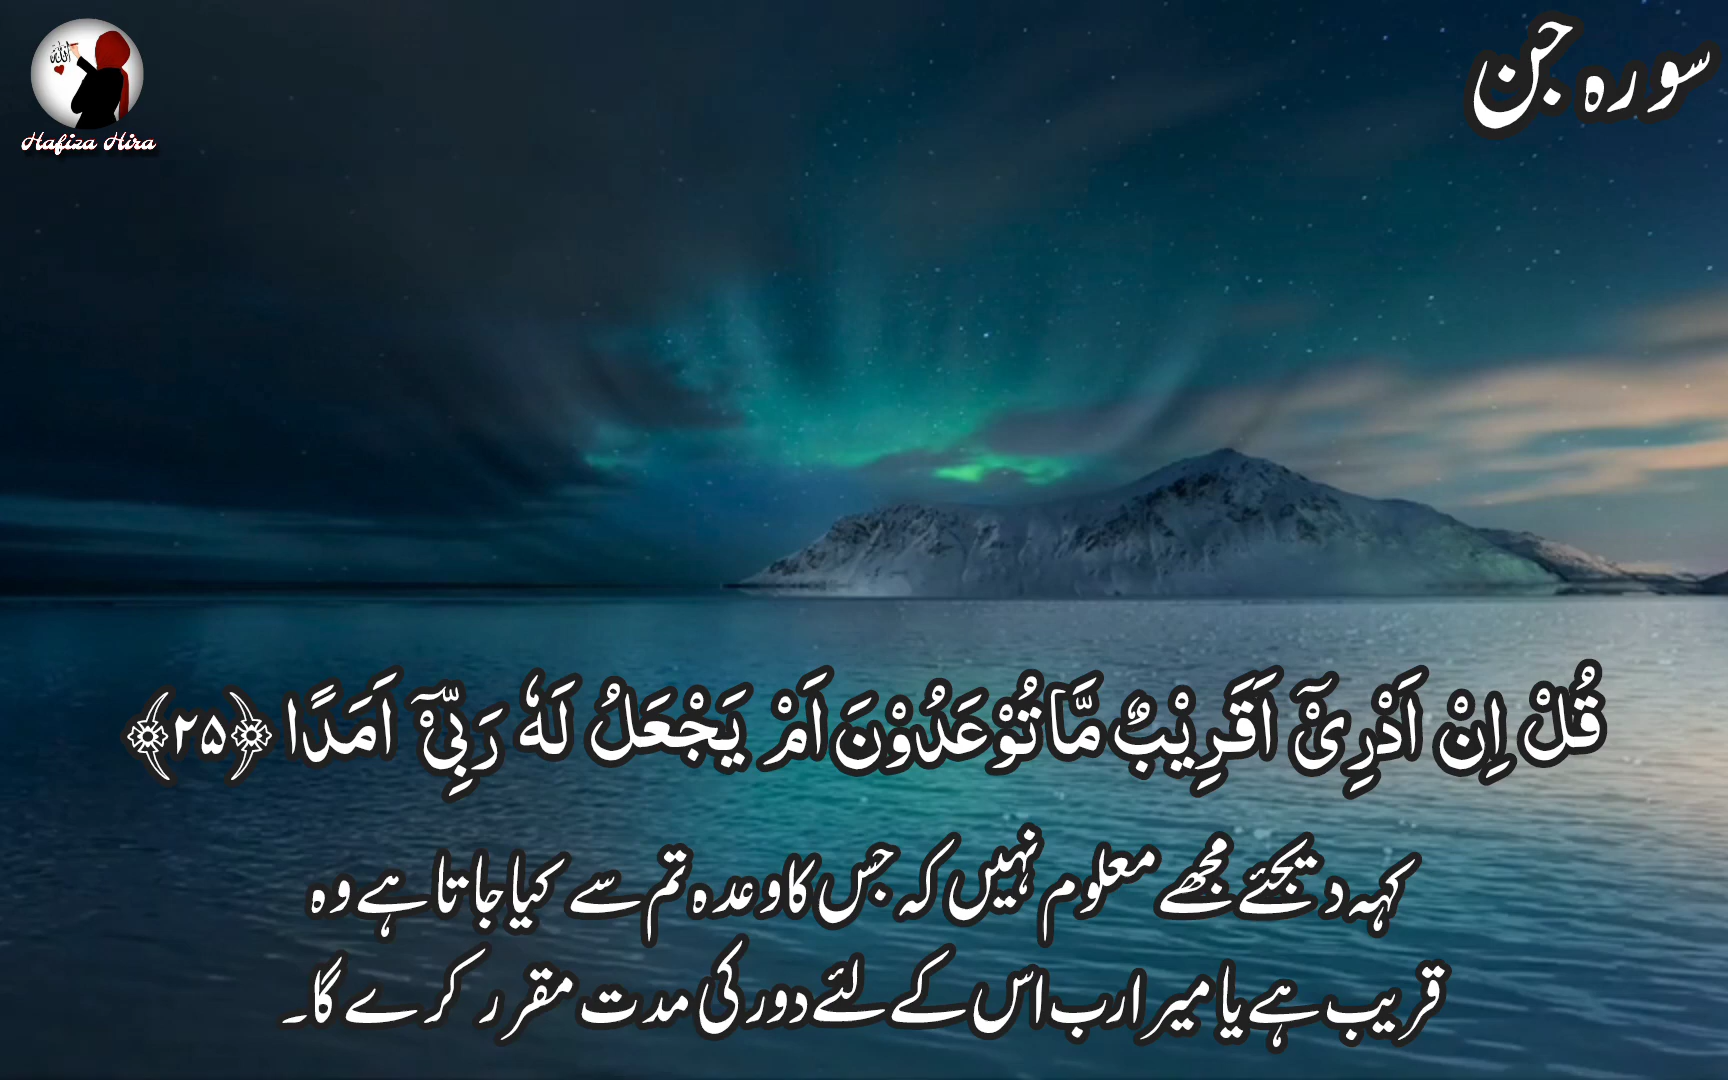 سورہ جن
Hafiza Hira
قُلْ اِنْ اَدْرِیْۤ اَقَرِیْبٌ مَّا تُوْعَدُوْنَ اَمْ یَجْعَلُ لَهٗ رَبِّیْۤ اَمَدًا ﴿۲۵﴾
کہہ دیجئے مجھے معلوم نہیں کہ جس کا وعدہ تم سے کیا جاتا ہے وہ
قریب ہے یا میرا رب اس کے لئے دور کی مدت مقرر کرے گا۔